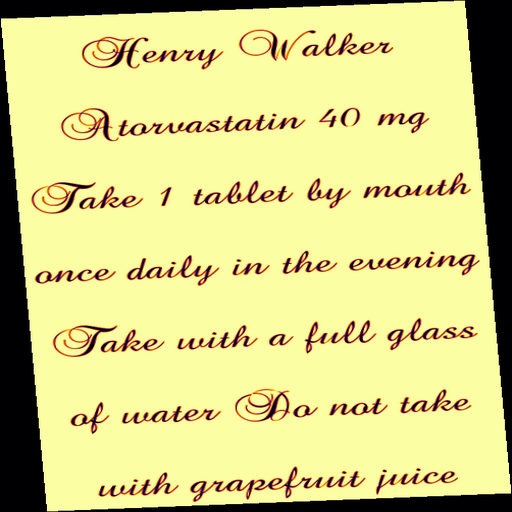 Henry Walker
Atorvastatin 40 mg
Take 1 tablet by mouth
once daily in the evening
Take with a full glass
of water Do not take
with grapefruit juice